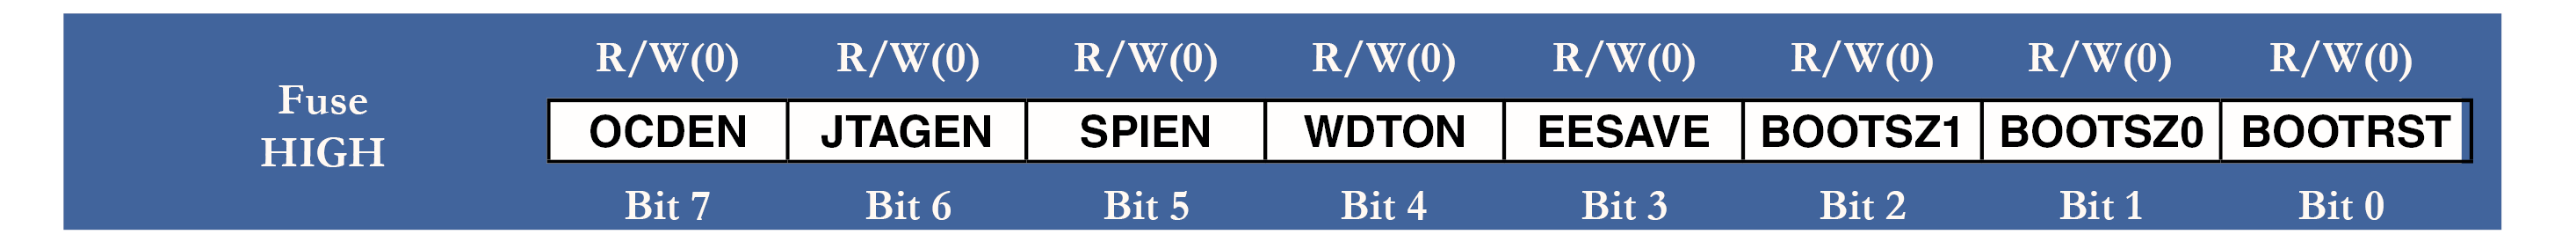 R/W(0) R/W(0) R/W(0) R/W(0) R/W(0) R/W(0) R/W(0) R/W(0)
Fuse
HIGH
OCDEN JTAGEN SPIEN WDTON EESAVE BOOTSZ1 BOOTSZ0 BOOTRST
Bit 7 Bit 6 Bit 5 Bit 4 Bit 3 Bit 2 Bit 1 Bit 0